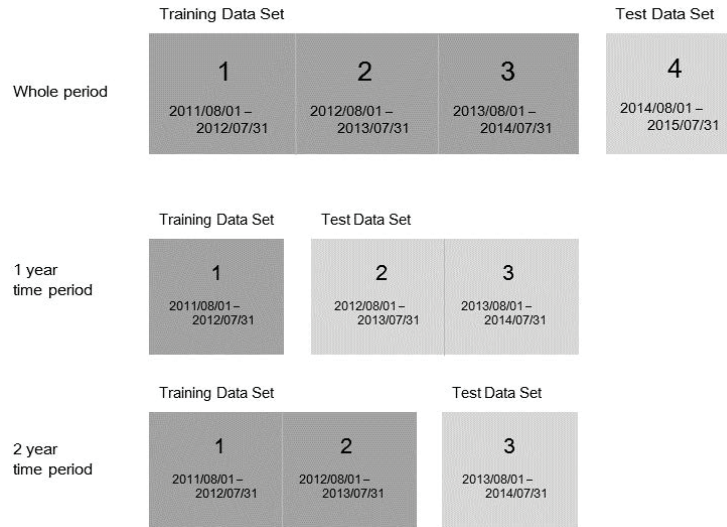 Training Data Set
Test Data Set
Whole period
1
2
3
4
2011/08/01 –
2012/07/31
2012/08/01 –
2013/07/31
2013/08/01 –
2014/07/31
2014/08/01 –
2015/07/31
Training Data Set
Test Data Set
1 year
time period
1
2
3
2011/08/01 –
2012/07/31
2012/08/01 –
2013/07/31
2013/08/01 –
2014/07/31
Training Data Set
Test Data Set
2 year
time period
1
2
3
2011/08/01 –
2012/07/31
2012/08/01 –
2013/07/31
2013/08/01 –
2014/07/31